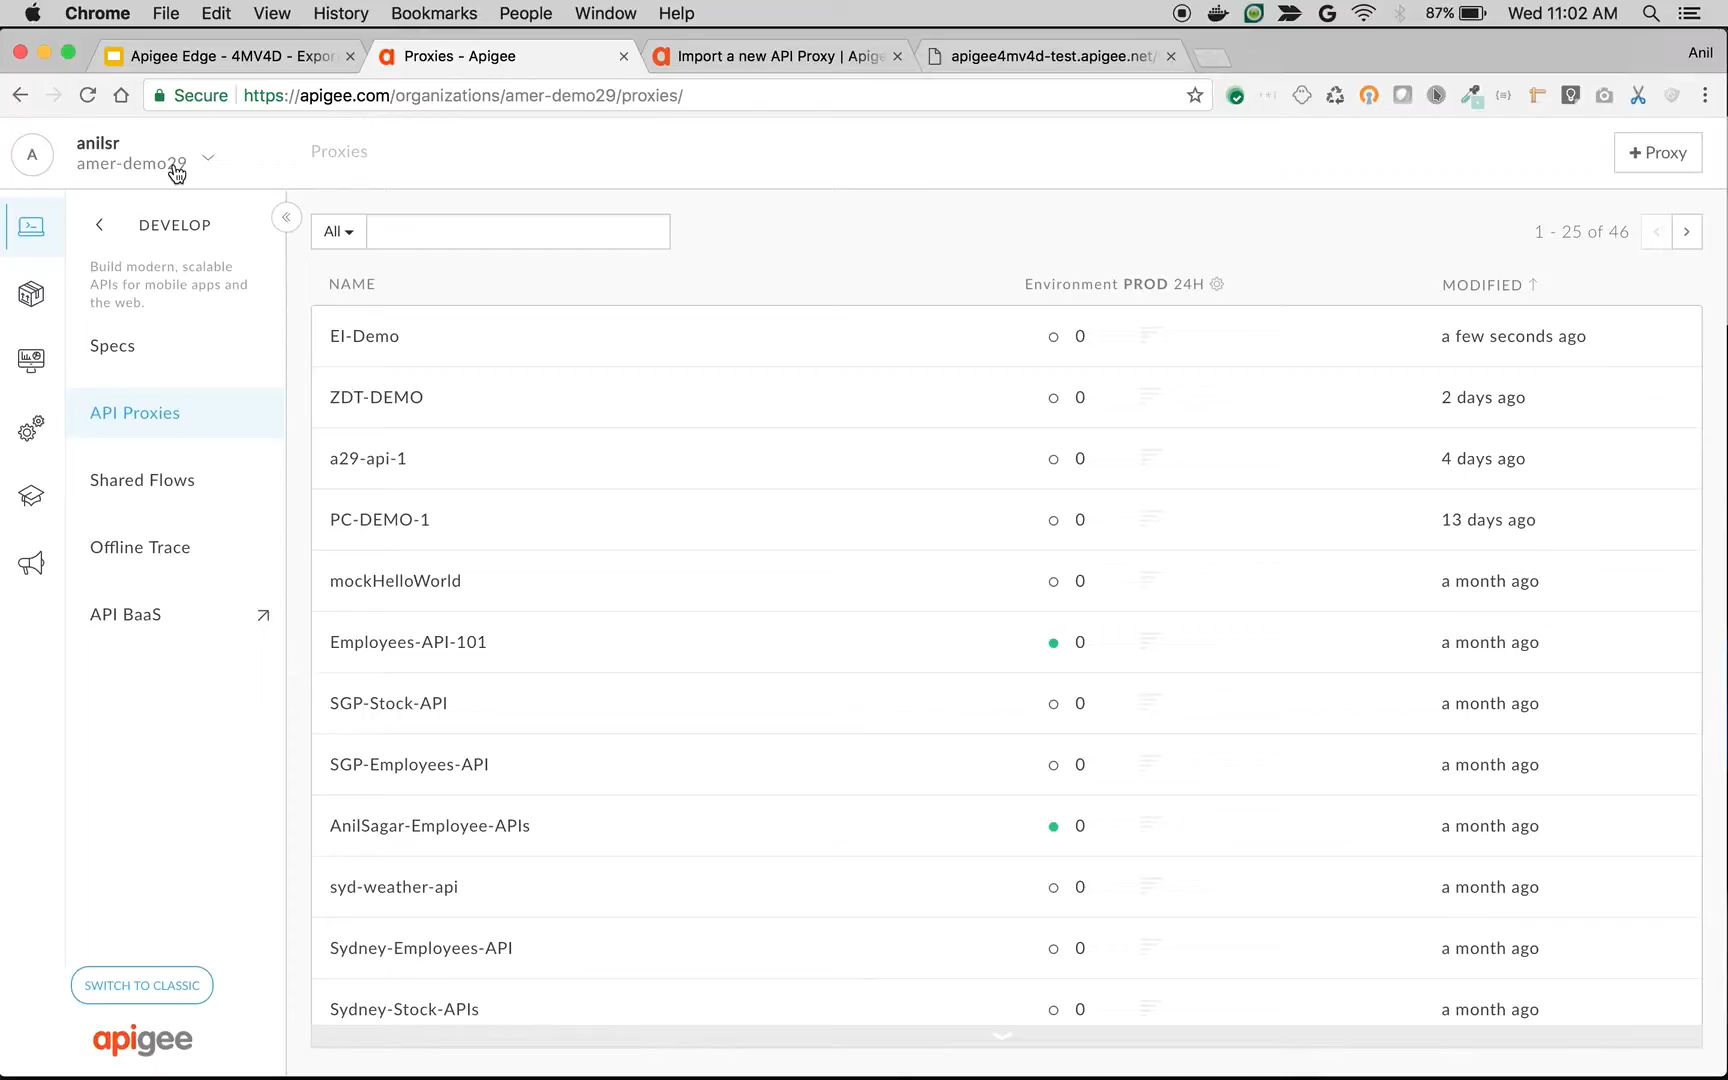 Chrome File Edit View History Bookmarks People Window Help 87% Wed 11:02 AM
Apigee Edge - 4MV4D - Expor
Proxies - Apigee
Import a new API Proxy | Apige
apigee4mv4d-test.apigee.net/
Anil
Secure https://apigee.com/organizations/amer-demo29/proxies/
A
anilsr
amer-demo29
Proxies
+ Proxy
DEVELOP
Build modern, scalable
APIs for mobile apps and
the web.
Specs
API Proxies
Shared Flows
Offline Trace
API BaaS
SWITCH TO CLASSIC
apigee
All
1 - 25 of 46
NAME Environment PROD 24H MODIFIED
EI-Demo 0 a few seconds ago
ZDT-DEMO 0 2 days ago
a29-api-1 0 4 days ago
PC-DEMO-1 0 13 days ago
mockHelloWorld 0 a month ago
Employees-API-101 0 a month ago
SGP-Stock-API 0 a month ago
SGP-Employees-API 0 a month ago
AnilSagar-Employee-APIs 0 a month ago
syd-weather-api 0 a month ago
Sydney-Employees-API 0 a month ago
Sydney-Stock-APIs 0 a month ago